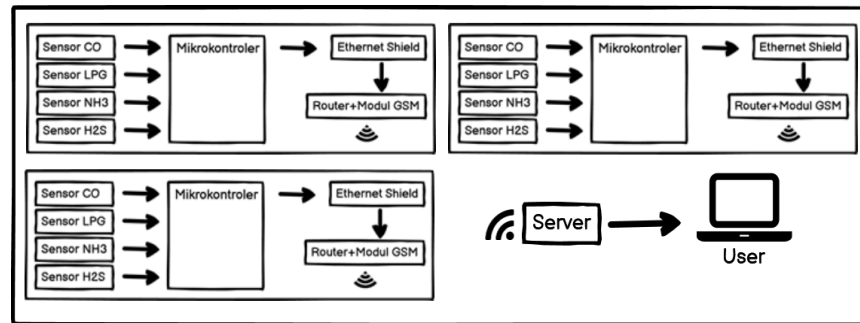 Sensor CO
Sensor LPG
Sensor NH3
Sensor H2S
Mikrokontroler
Ethernet Shield
Router+Modul GSM
Sensor CO
Sensor LPG
Sensor NH3
Sensor H2S
Mikrokontroler
Ethernet Shield
Router+Modul GSM
Sensor CO
Sensor LPG
Sensor NH3
Sensor H2S
Mikrokontroler
Ethernet Shield
Router+Modul GSM
Server
User